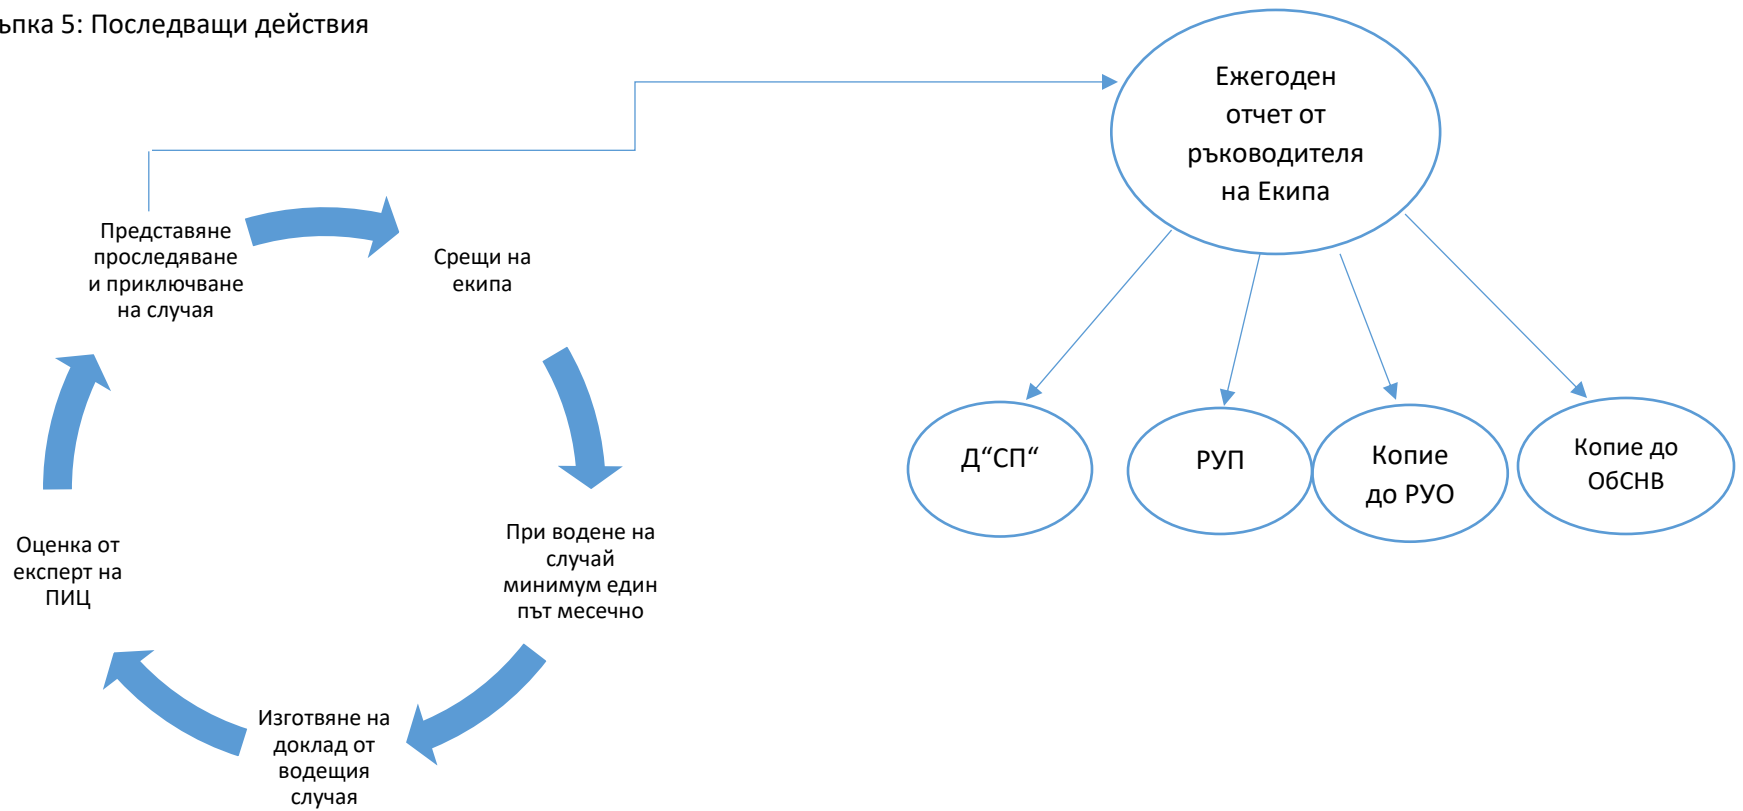 ъпка 5: Последващи действия
Ежегоден
отчет от
ръководителя
на Екипа
Представяне
проследяване
и приключване
на случая
Срещи на
екипа
При водене на
случай
минимум един
път месечно
Изготвяне на
доклад от
водещия
случая
Оценка от
експерт на
ПИЦ
Д“СП“
РУП
Копие
до РУО
Копие до
ОбСНВ